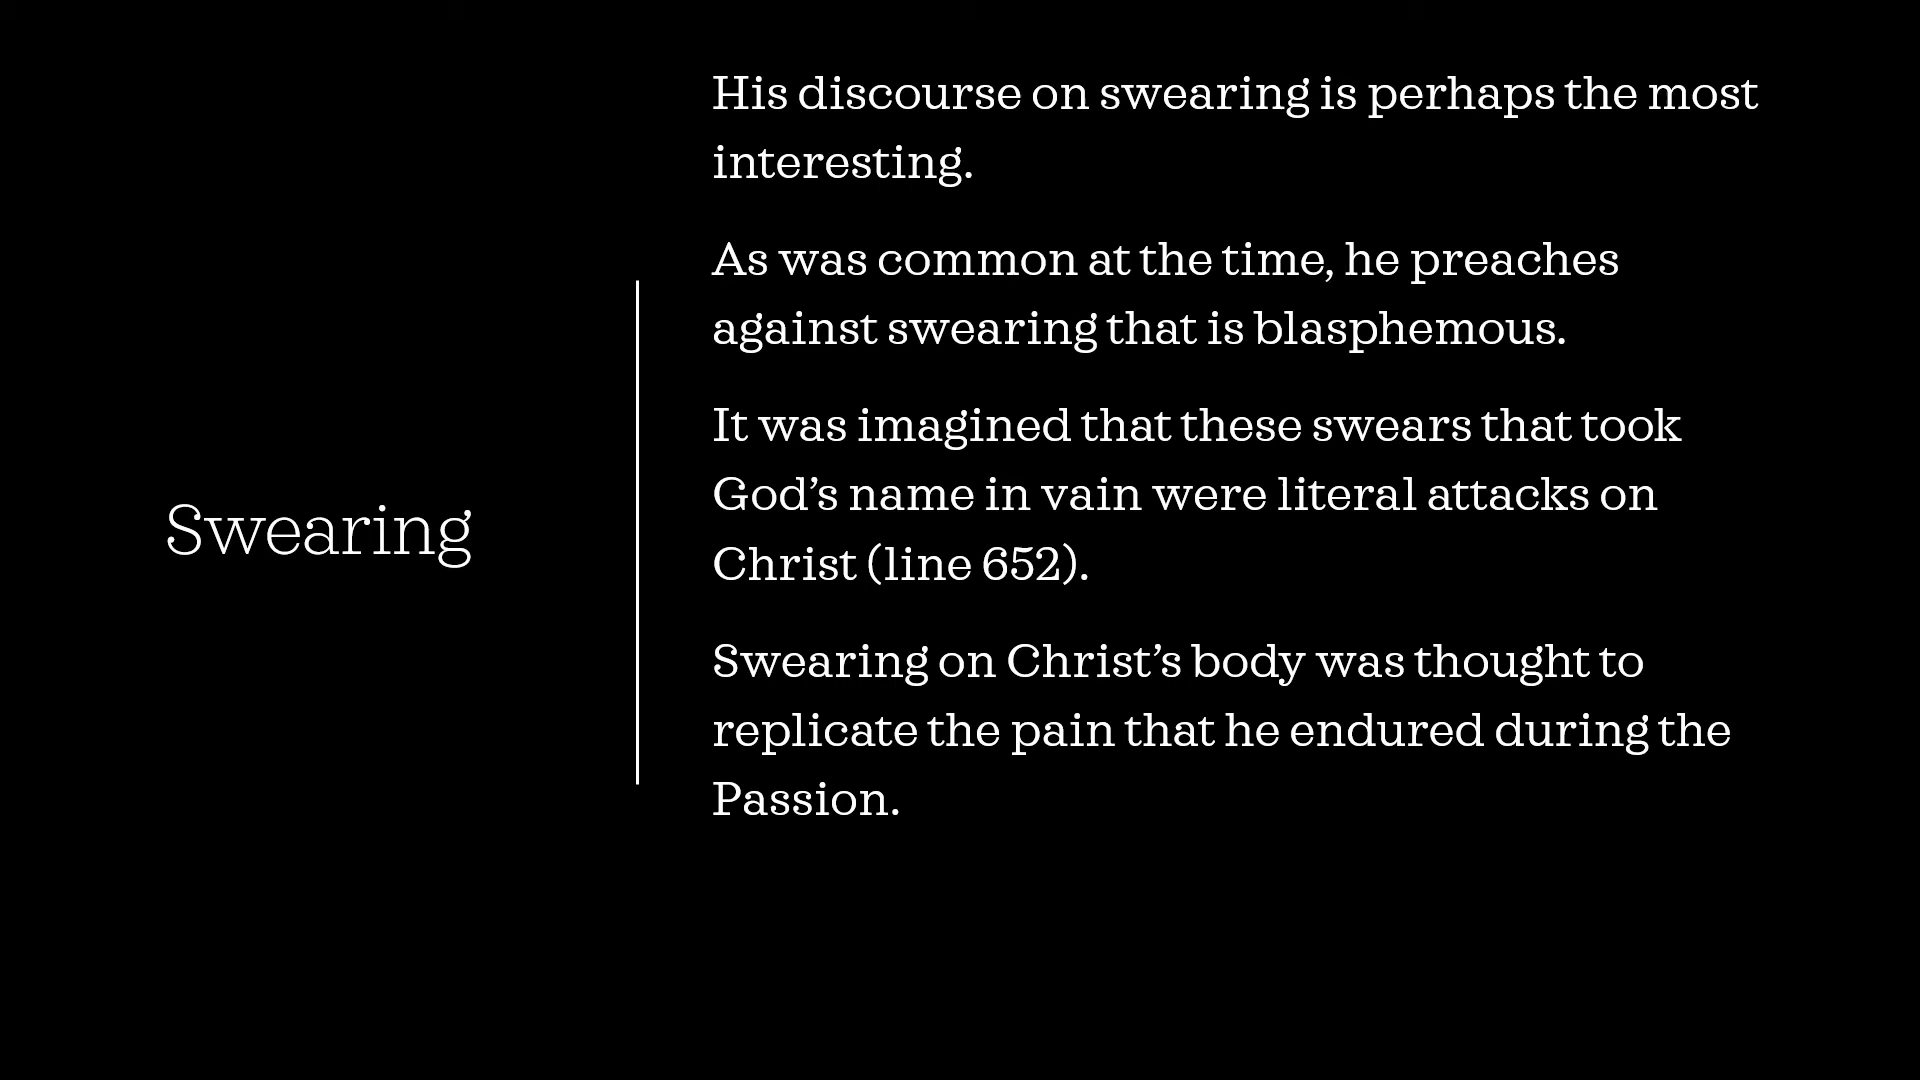 Swearing
His discourse on swearing is perhaps the most
interesting.
As was common at the time, he preaches
against swearing that is blasphemous.
It was imagined that these swears that took
God’s name in vain were literal attacks on
Christ (line 652).
Swearing on Christ’s body was thought to
replicate the pain that he endured during the
Passion.